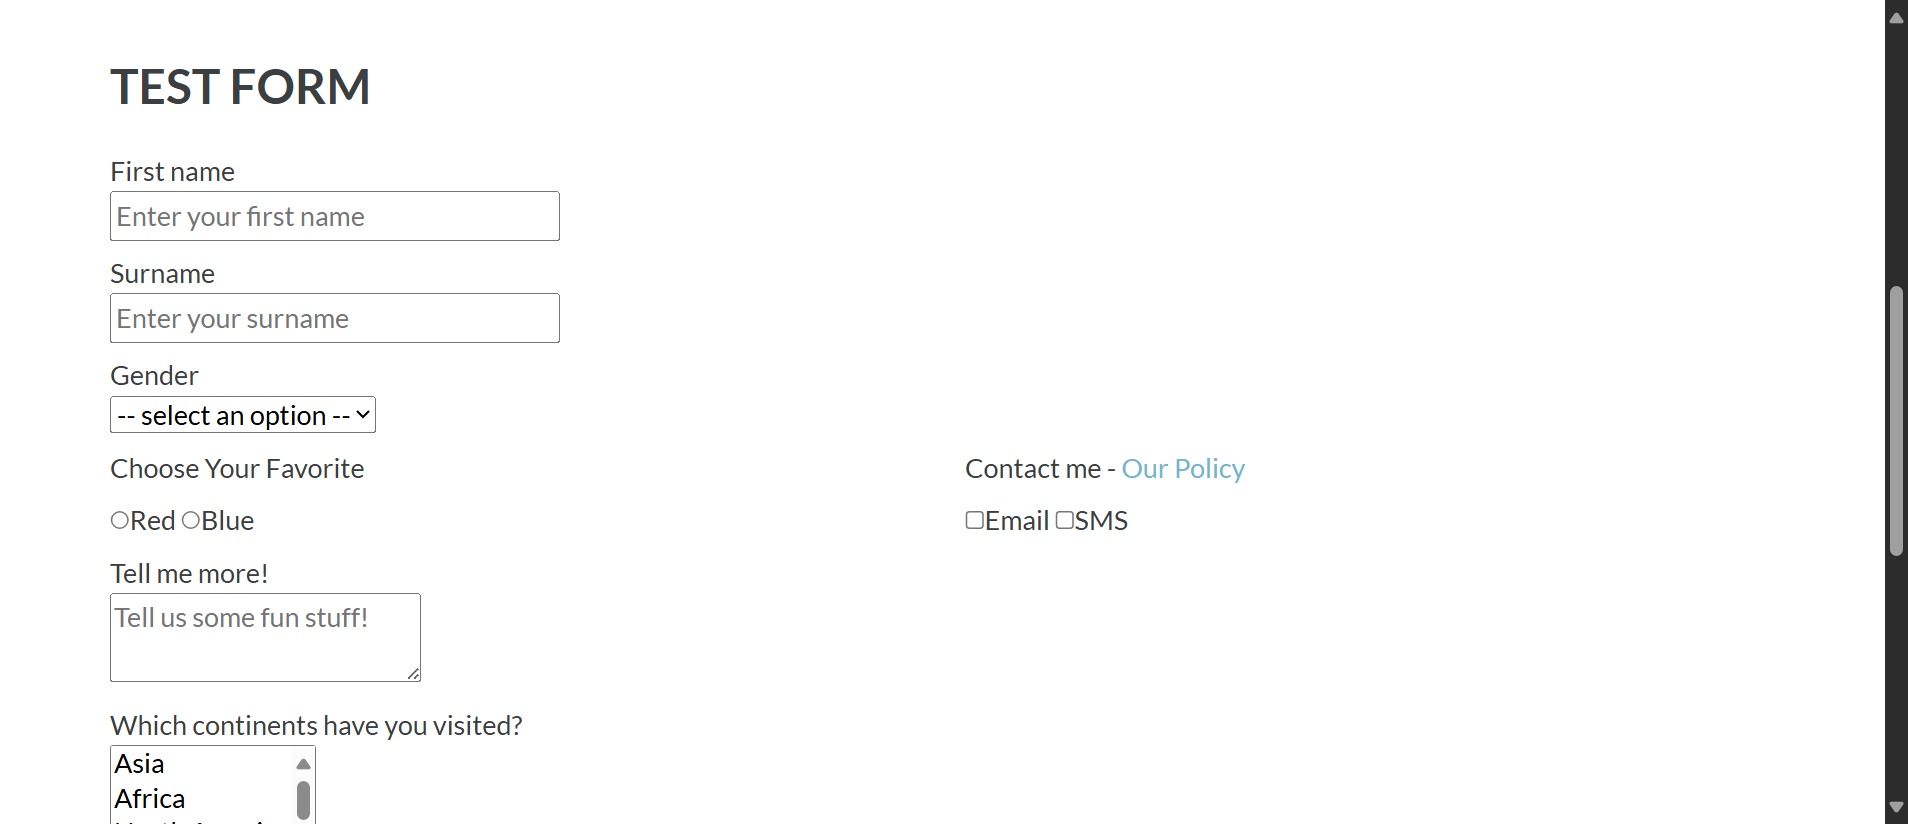 TEST FORM
First name
Enter your first name
Surname
Enter your surname
Gender
-- select an option --
Choose Your Favorite
Red Blue
Contact me - Our Policy
Email SMS
Tell me more!
Tell us some fun stuff!
Which continents have you visited?
Asia
Africa